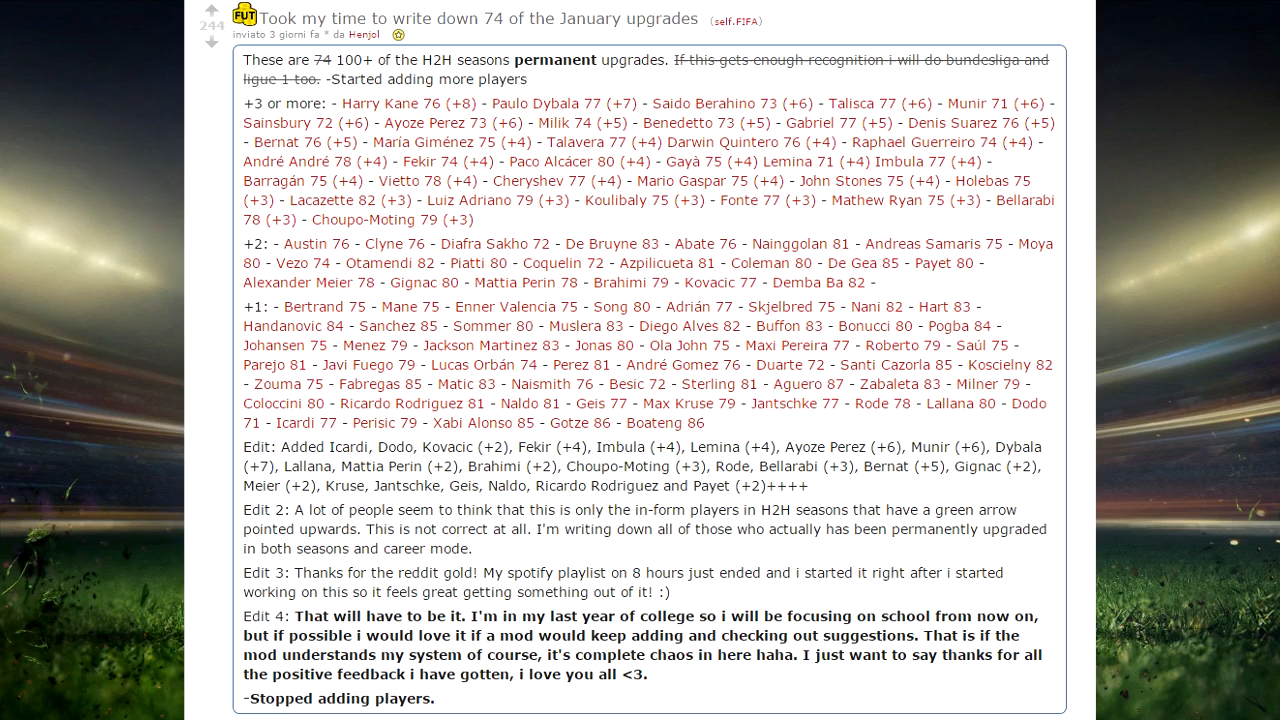 FUT Took my time to write down 74 of the January upgrades (self.FIFA)
244
inviato 3 giorni fa * da Henjol
These are 74 100+ of the H2H seasons permanent upgrades. If this gets enough recognition i will do bundesliga and
ligue 1 too. -Started adding more players
+3 or more: - Harry Kane 76 (+8) - Paulo Dybala 77 (+7) - Saido Berahino 73 (+6) - Talisca 77 (+6) - Munir 71 (+6) -
Sainsbury 72 (+6) - Ayoze Perez 73 (+6) - Milik 74 (+5) - Benedetto 73 (+5) - Gabriel 77 (+5) - Denis Suarez 76 (+5)
- Bernat 76 (+5) - María Giménez 75 (+4) - Talavera 77 (+4) Darwin Quintero 76 (+4) - Raphael Guerreiro 74 (+4) -
André André 78 (+4) - Fekir 74 (+4) - Paco Alcácer 80 (+4) - Gayà 75 (+4) Lemina 71 (+4) Imbula 77 (+4) -
Barragán 75 (+4) - Vietto 78 (+4) - Cheryshev 77 (+4) - Mario Gaspar 75 (+4) - John Stones 75 (+4) - Holebas 75
(+3) - Lacazette 82 (+3) - Luiz Adriano 79 (+3) - Koulibaly 75 (+3) - Fonte 77 (+3) - Mathew Ryan 75 (+3) - Bellarabi
78 (+3) - Choupo-Moting 79 (+3)
+2: - Austin 76 - Clyne 76 - Diafra Sakho 72 - De Bruyne 83 - Abate 76 - Nainggolan 81 - Andreas Samaris 75 - Moya
80 - Vezo 74 - Otamendi 82 - Piatti 80 - Coquelin 72 - Azpilicueta 81 - Coleman 80 - De Gea 85 - Payet 80 -
Alexander Meier 78 - Gignac 80 - Mattia Perin 78 - Brahimi 79 - Kovacic 77 - Demba Ba 82 -
+1: - Bertrand 75 - Mane 75 - Enner Valencia 75 - Song 80 - Adrián 77 - Skjelbred 75 - Nani 82 - Hart 83 -
Handanovic 84 - Sanchez 85 - Sommer 80 - Muslera 83 - Diego Alves 82 - Buffon 83 - Bonucci 80 - Pogba 84 -
Johansen 75 - Menez 79 - Jackson Martinez 83 - Jonas 80 - Ola John 75 - Maxi Pereira 77 - Roberto 79 - Saúl 75 -
Parejo 81 - Javi Fuego 79 - Lucas Orbán 74 - Perez 81 - André Gomez 76 - Duarte 72 - Santi Cazorla 85 - Koscielny 82
- Zouma 75 - Fabregas 85 - Matic 83 - Naismith 76 - Besic 72 - Sterling 81 - Aguero 87 - Zabaleta 83 - Milner 79 -
Coloccini 80 - Ricardo Rodriguez 81 - Naldo 81 - Geis 77 - Max Kruse 79 - Jantschke 77 - Rode 78 - Lallana 80 - Dodo
71 - Icardi 77 - Perisic 79 - Xabi Alonso 85 - Gotze 86 - Boateng 86
Edit: Added Icardi, Dodo, Kovacic (+2), Fekir (+4), Imbula (+4), Lemina (+4), Ayoze Perez (+6), Munir (+6), Dybala
(+7), Lallana, Mattia Perin (+2), Brahimi (+2), Choupo-Moting (+3), Rode, Bellarabi (+3), Bernat (+5), Gignac (+2),
Meier (+2), Kruse, Jantschke, Geis, Naldo, Ricardo Rodriguez and Payet (+2)++++
Edit 2: A lot of people seem to think that this is only the in-form players in H2H seasons that have a green arrow
pointed upwards. This is not correct at all. I'm writing down all of those who actually has been permanently upgraded
in both seasons and career mode.
Edit 3: Thanks for the reddit gold! My spotify playlist on 8 hours just ended and i started it right after i started
working on this so it feels great getting something out of it! :)
Edit 4: That will have to be it. I'm in my last year of college so i will be focusing on school from now on,
but if possible i would love it if a mod would keep adding and checking out suggestions. That is if the
mod understands my system of course, it's complete chaos in here haha. I just want to say thanks for all
the positive feedback i have gotten, i love you all <3.
-Stopped adding players.